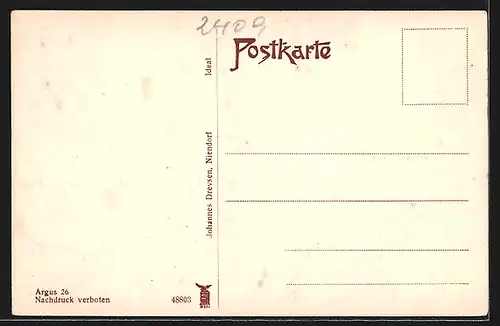 2409
Postkarte
Johannes Drevsen, Niendorf Ideal
Argus 26
Nachdruck verboten 48803